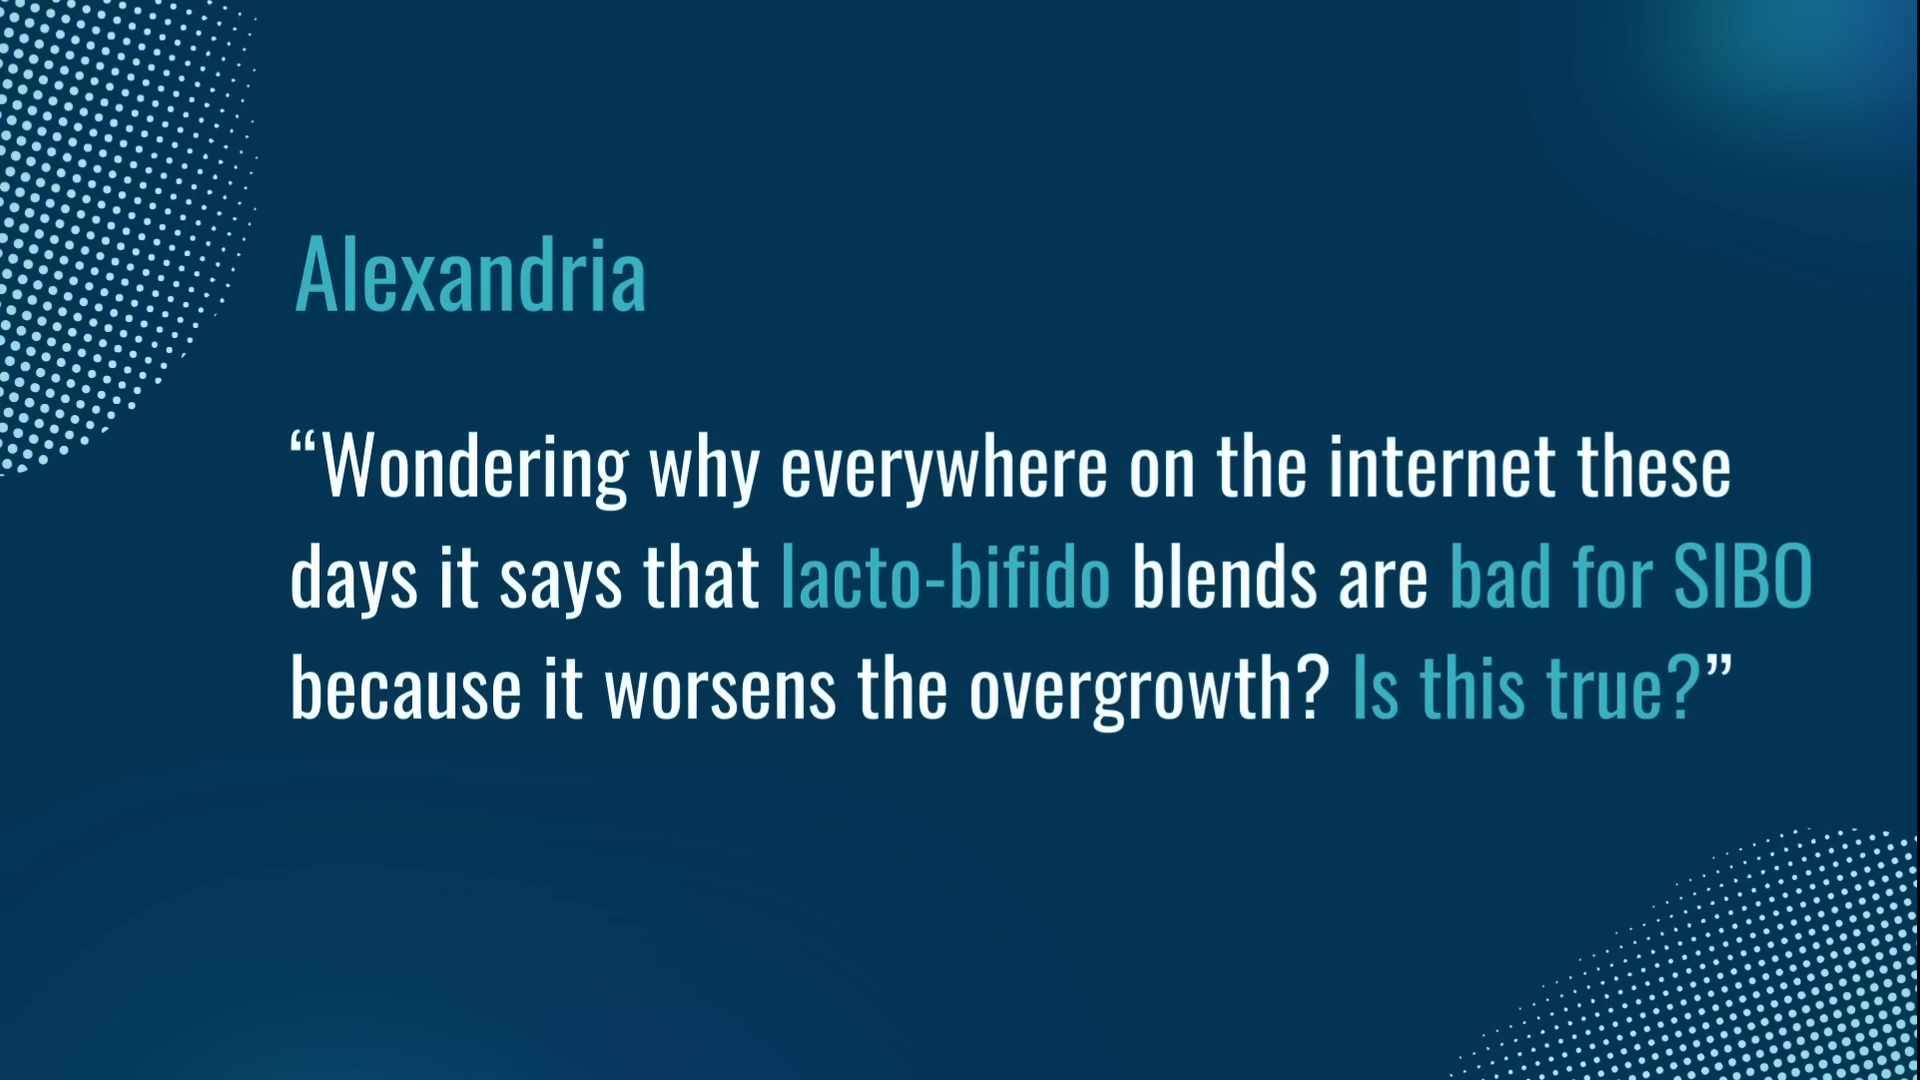 Alexandria
“Wondering why everywhere on the internet these
days it says that lacto-bifido blends are bad for SIBO
because it worsens the overgrowth? Is this true?”